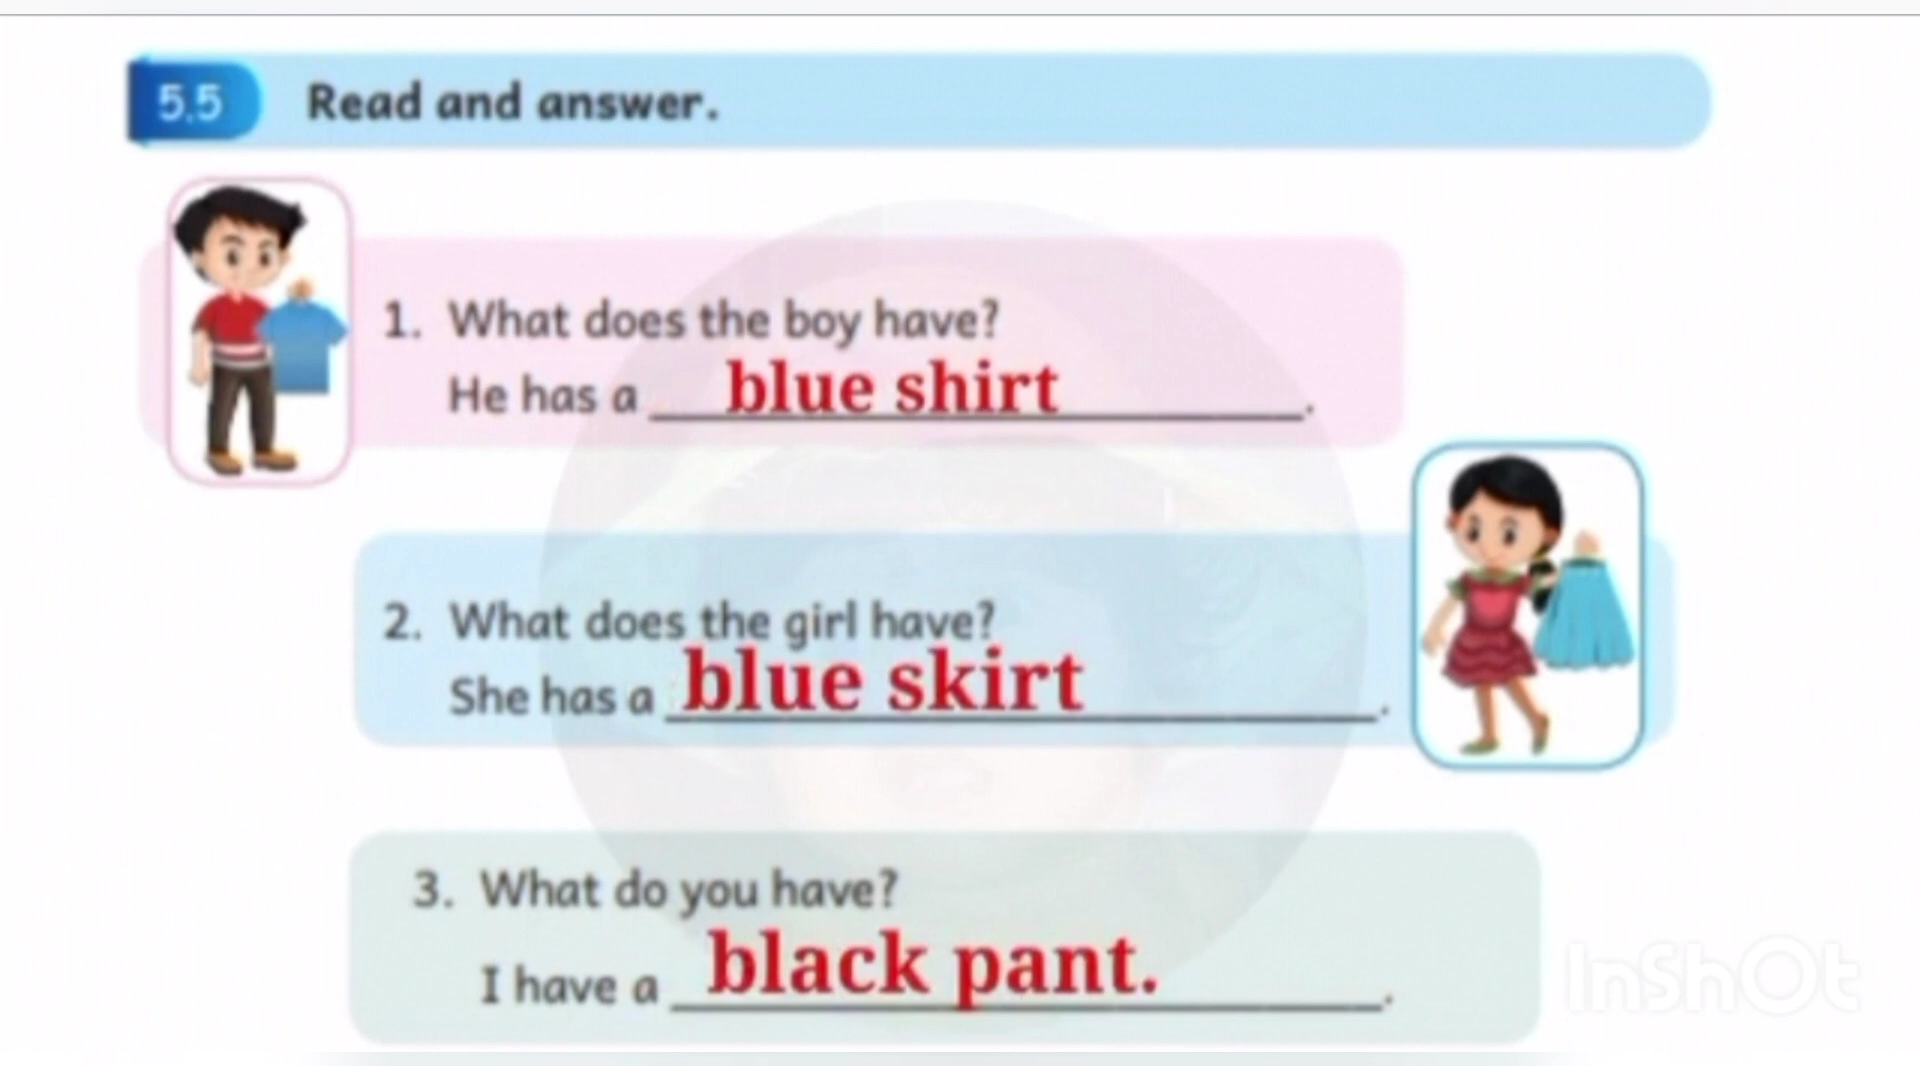 5.5 Read and answer.
1. What does the boy have?
He has a blue shirt.
2. What does the girl have?
She has a blue skirt.
3. What do you have?
I have a black pant. .
InShOt